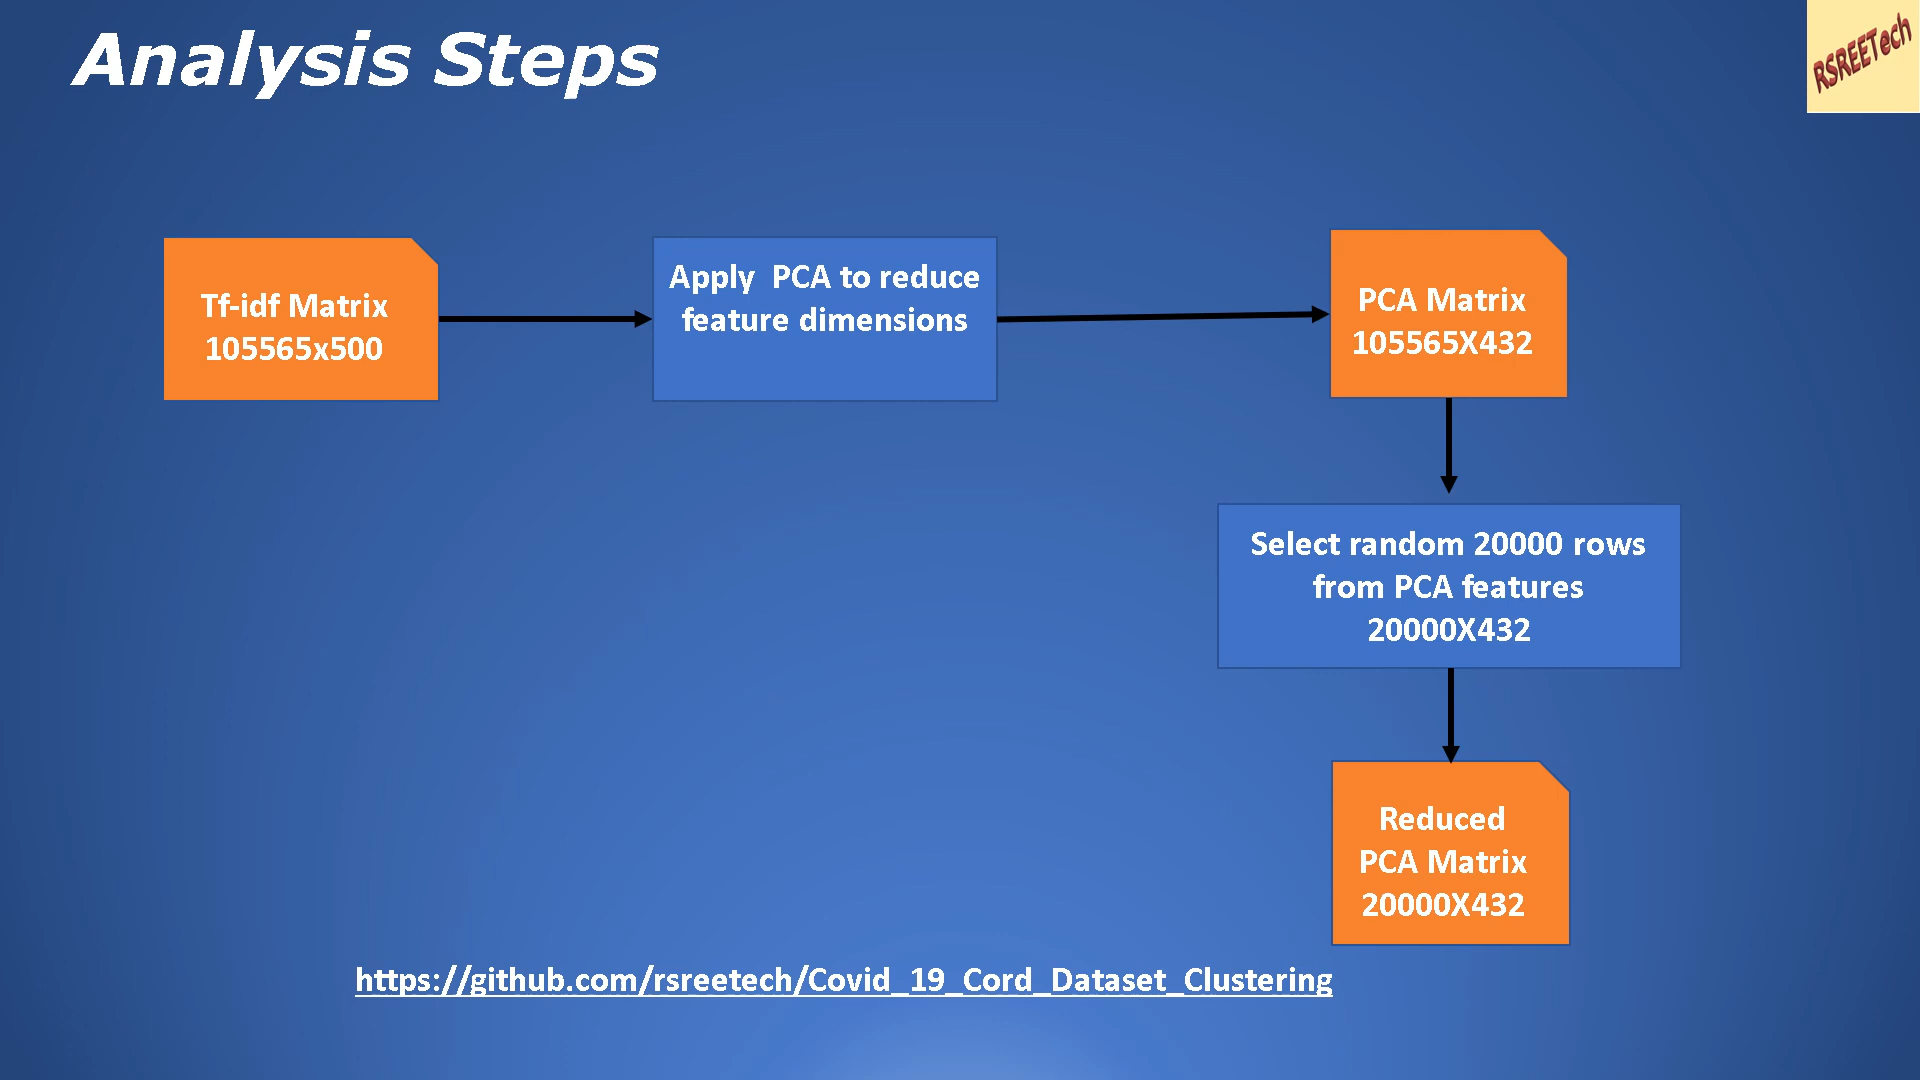 Analysis Steps
RSREETech
Tf-idf Matrix
105565x500
Apply  PCA to reduce
feature dimensions
PCA Matrix
105565X432
Select random 20000 rows
from PCA features
20000X432
Reduced
PCA Matrix
20000X432
https://github.com/rsreetech/Covid_19_Cord_Dataset_Clustering